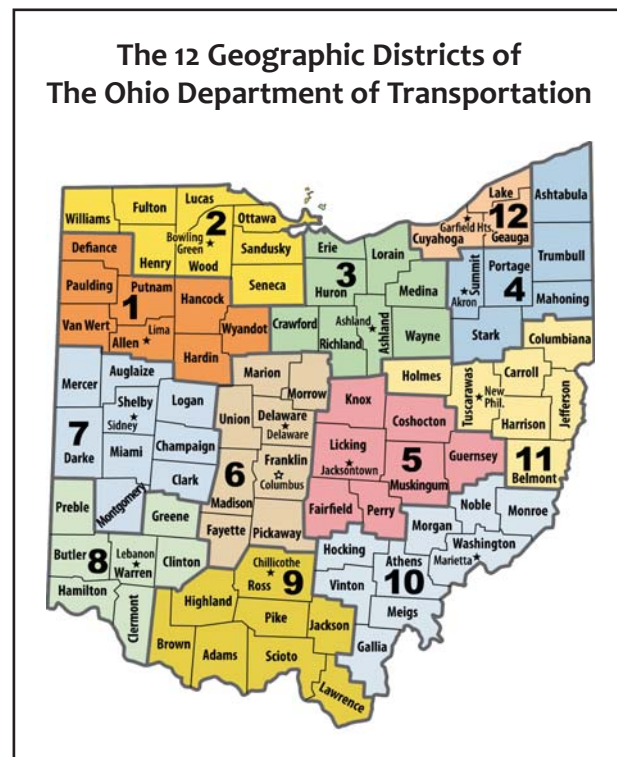 The 12 Geographic Districts of
The Ohio Department of Transportation
Williams
Fulton
Lucas
Ottawa
2
Bowling
Green
Henry
Wood
Sandusky
Seneca
Defiance
Paulding
Putnam
1
Hancock
Van Wert
Allen
Lima
Wyandot
Hardin
Erie
Lorain
3
Huron
Medina
Crawford
Richland
Ashland
Ashland
Wayne
Lake
12
Garfield Hts.
Cuyahoga
Geauga
Ashtabula
Summit
Portage
4
Akron
Trumbull
Mahoning
Stark
Columbiana
Holmes
Tuscarawas
New
Phil.
Carroll
Jefferson
Harrison
11
Belmont
Mercer
Auglaize
Shelby
Sidney
Logan
7
Darke
Miami
Champaign
Clark
Montgomery
Marion
Morrow
Union
Delaware
Delaware
Franklin
Columbus
6
Madison
Fayette
Pickaway
Knox
Coshocton
Licking
Jacksontown
5
Guernsey
Muskingum
Fairfield
Perry
Preble
Greene
Butler
8
Lebanon
Warren
Clinton
Hamilton
Clermont
Chillicothe
Ross
9
Highland
Pike
Jackson
Brown
Adams
Scioto
Lawrence
Noble
Monroe
Morgan
Washington
Marietta
Hocking
Athens
10
Vinton
Meigs
Gallia